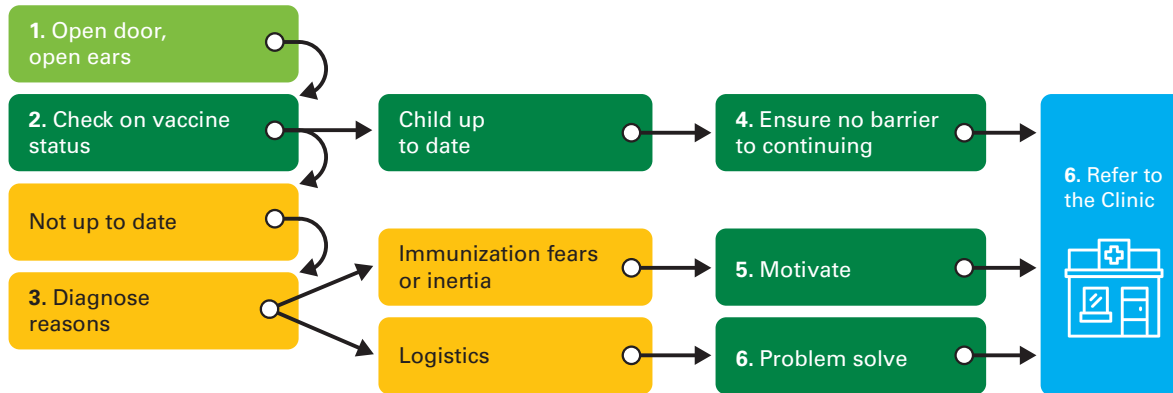 1. Open door,
open ears
2. Check on vaccine
status
Child up
to date
4. Ensure no barrier
to continuing
6. Refer to
the Clinic
Not up to date
3. Diagnose
reasons
Immunization fears
or inertia
5. Motivate
Logistics
6. Problem solve